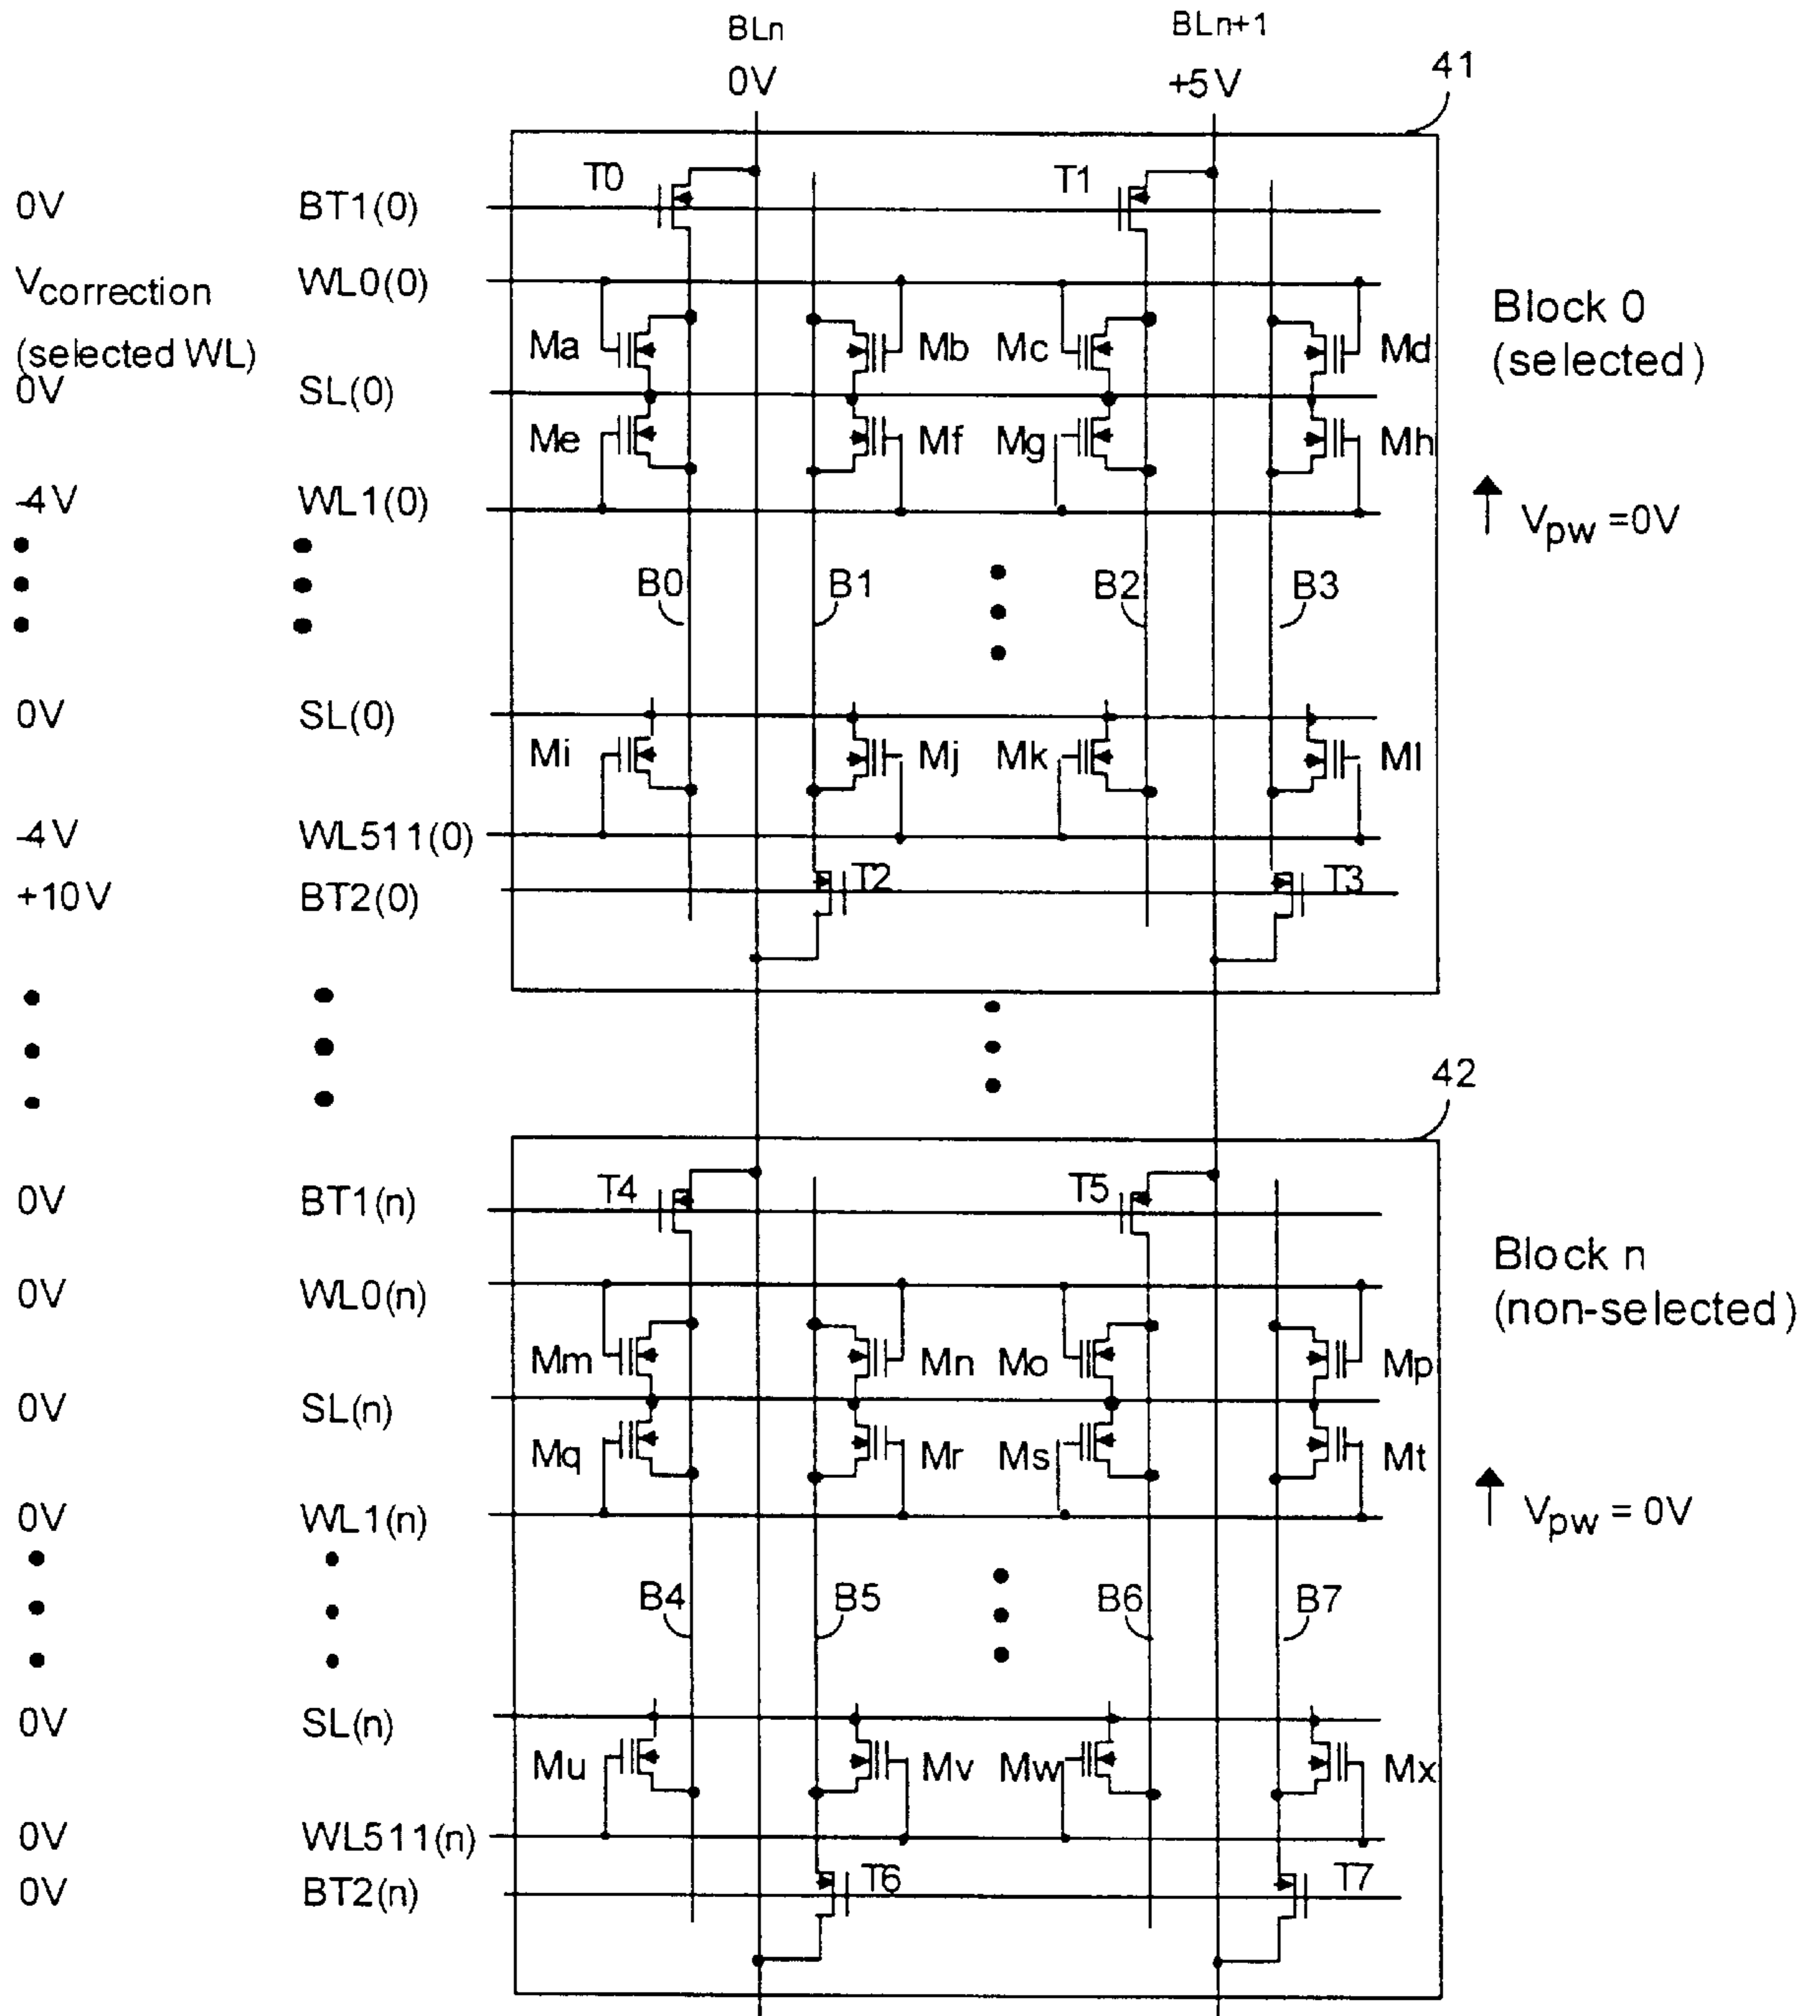 BLn BLn+1
0V +5V
41
T0 T1
0V BT1(0)
Vcorrection WL0(0)
(selected WL)
Ma Mb Mc Md
Block 0
(selected)
0V SL(0)
Me Mf Mg Mh
-4V WL1(0)
Vpw =0V
B0 B1 B2 B3
0V SL(0)
Mi Mj Mk Ml
-4V WL511(0)
+10V BT2(0)
T2 T3
42
T4 T5
0V BT1(n)
Block n
(non-selected)
0V WL0(n)
Mm Mn Mo Mp
0V SL(n)
Mq Mr Ms Mt
0V WL1(n)
Vpw = 0V
B4 B5 B6 B7
0V SL(n)
Mu Mv Mw Mx
0V WL511(n)
0V BT2(n)
T6 T7